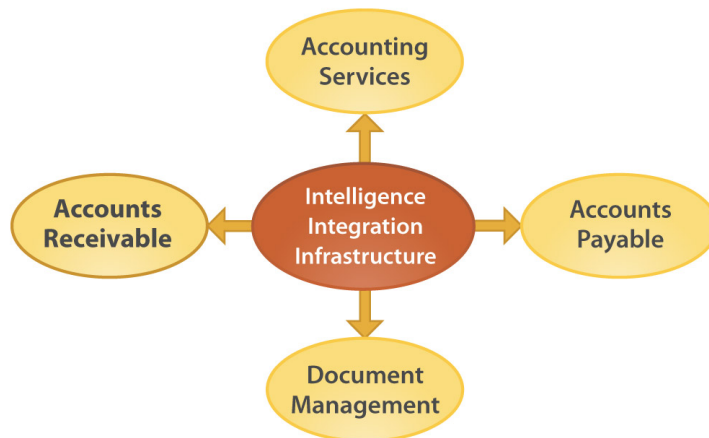 Accounting
Services
Accounts
Receivable
Intelligence
Integration
Infrastructure
Accounts
Payable
Document
Management